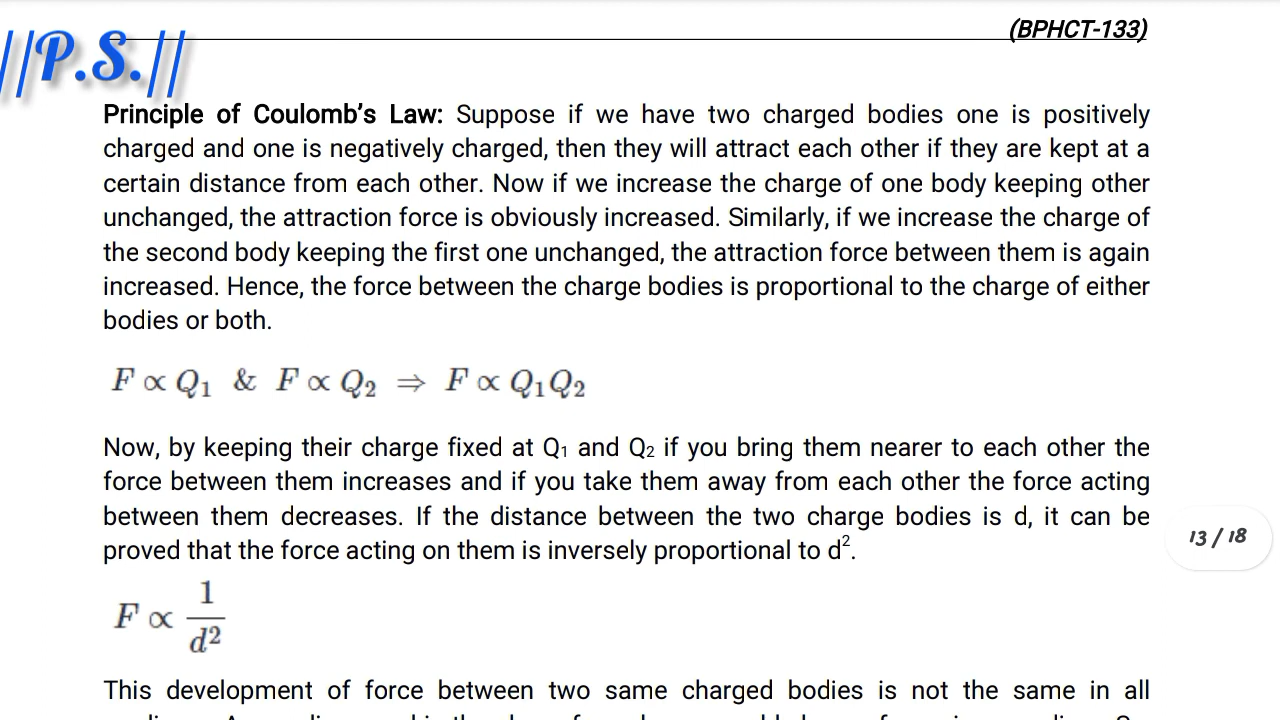 (BPHCT-133)
//P.S.//
Principle of Coulomb's Law: Suppose if we have two charged bodies one is positively
charged and one is negatively charged, then they will attract each other if they are kept at a
certain distance from each other. Now if we increase the charge of one body keeping other
unchanged, the attraction force is obviously increased. Similarly, if we increase the charge of
the second body keeping the first one unchanged, the attraction force between them is again
increased. Hence, the force between the charge bodies is proportional to the charge of either
bodies or both.
F ∝ Q₁ & F ∝ Q₂ ⇒ F ∝ Q₁Q₂
Now, by keeping their charge fixed at Q₁ and Q₂ if you bring them nearer to each other the
force between them increases and if you take them away from each other the force acting
between them decreases. If the distance between the two charge bodies is d, it can be
proved that the force acting on them is inversely proportional to d².
13 / 18
F ∝ 1/d²
This development of force between two same charged bodies is not the same in all